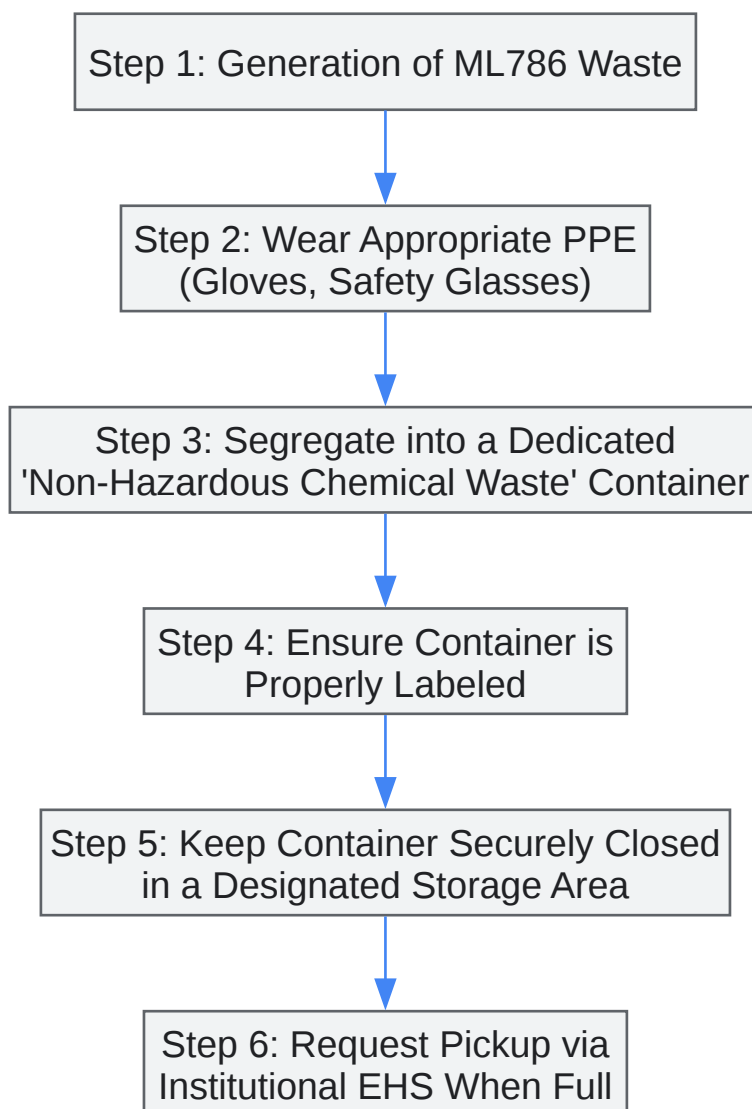 Step 1: Generation of ML786 Waste
Step 2: Wear Appropriate PPE
(Gloves, Safety Glasses)
Step 3: Segregate into a Dedicated
'Non-Hazardous Chemical Waste' Container
Step 4: Ensure Container is
Properly Labeled
Step 5: Keep Container Securely Closed
in a Designated Storage Area
Step 6: Request Pickup via
Institutional EHS When Full